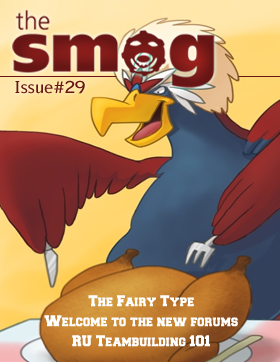 the
smog
Issue#29
The Fairy Type
Welcome to the new forums
RU Teambuilding 101